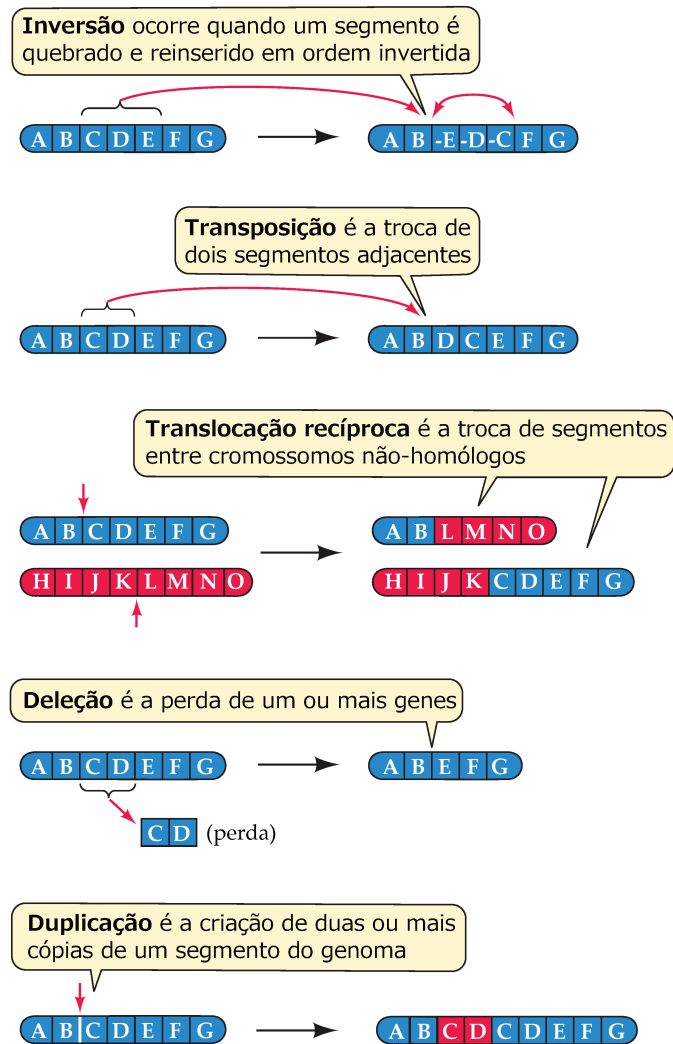 Inversão ocorre quando um segmento é
quebrado e reinserido em ordem invertida
A B C D E F G
A B -E -D -C F G
Transposição é a troca de
dois segmentos adjacentes
A B C D E F G
A B D C E F G
Translocação recíproca é a troca de segmentos
entre cromossomos não-homólogos
A B C D E F G
A B L M N O
H I J K L M N O
H I J K C D E F G
Deleção é a perda de um ou mais genes
A B C D E F G
A B E F G
C D (perda)
Duplicação é a criação de duas ou mais
cópias de um segmento do genoma
A B C D E F G
A B C D C D E F G